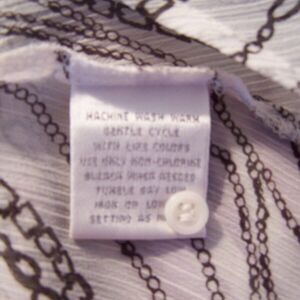 MACHINE WASH WARM
GENTLE CYCLE
WITH LIKE COLORS
USE ONLY NON-CHLORINE
BLEACH WHEN NEEDED
TUMBLE DRY LOW
IRON ON LOW
SETTING AS